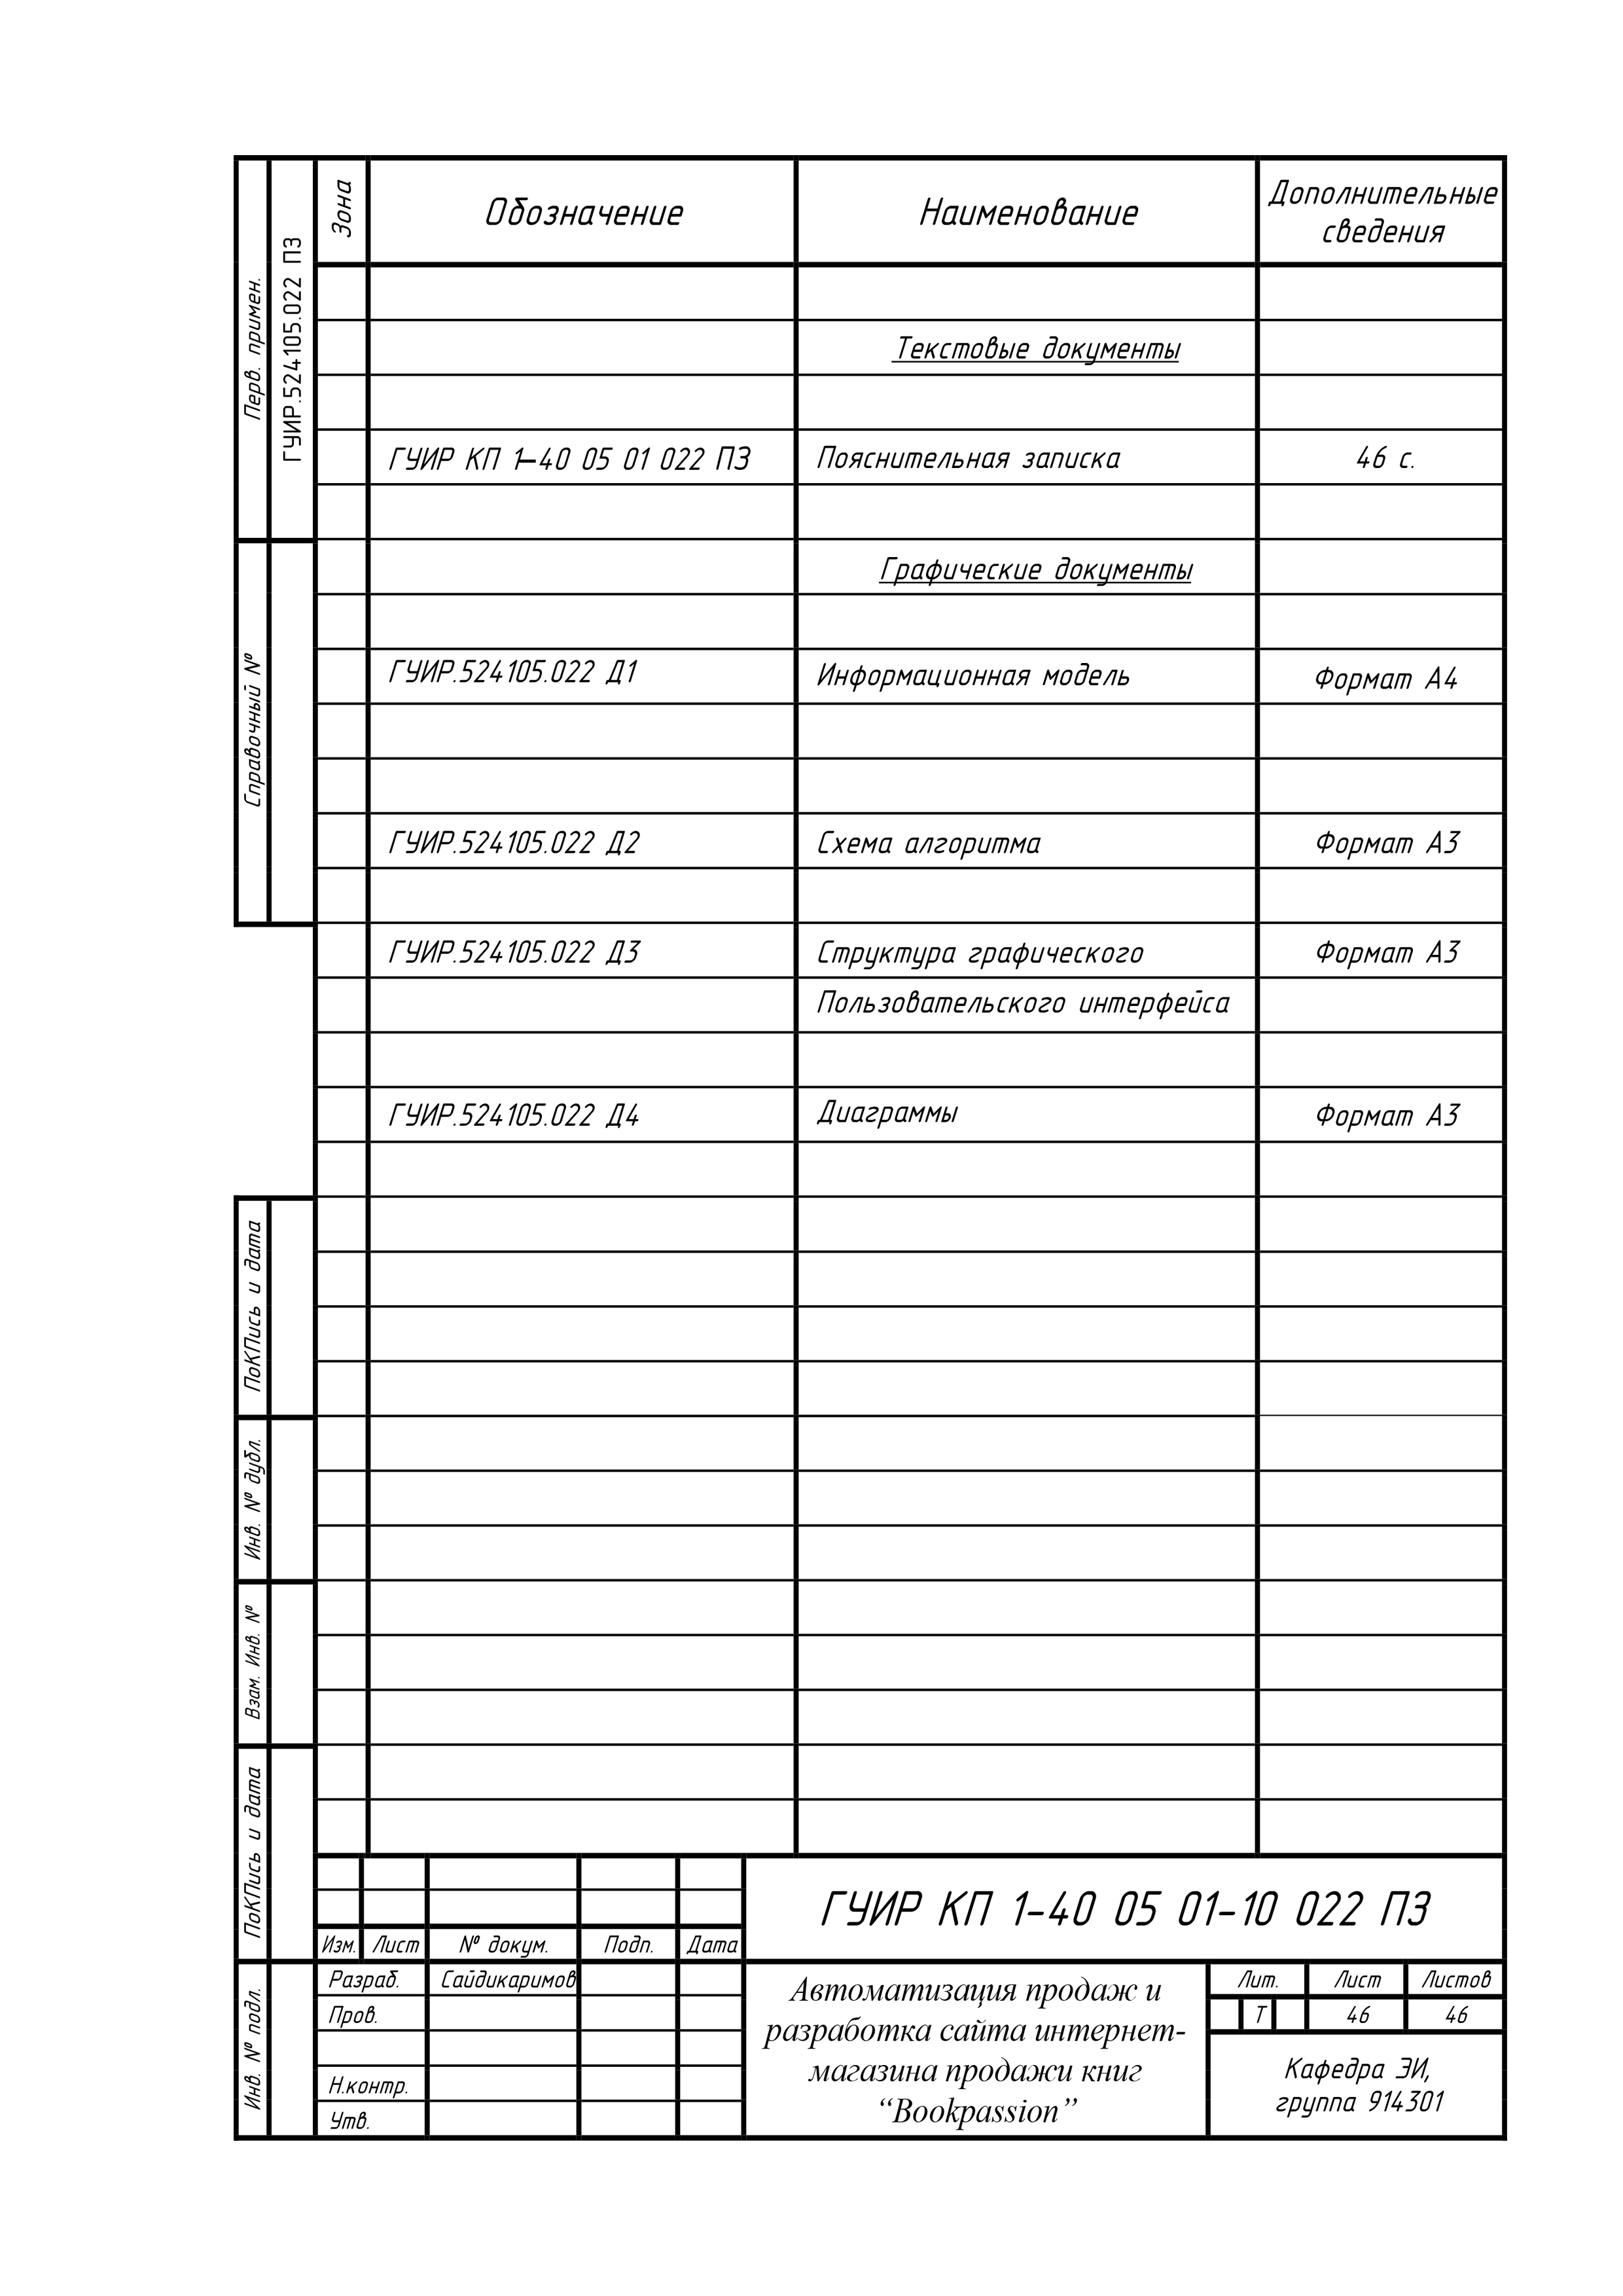 Перв. примен.
ГУИР.524105.022 ПЗ
Справочный №
ПоКПись и дата
Инв. № дубл.
Взам. Инв. №
ПоКПись и дата
Инв. № подл.
Зона
Обозначение
Наименование
Дополнительные
сведения
Текстовые документы
ГУИР КП 1-40 05 01 022 ПЗ
Пояснительная записка
46 с.
Графические документы
ГУИР.524105.022 Д1
Информационная модель
Формат А4
ГУИР.524105.022 Д2
Схема алгоритма
Формат А3
ГУИР.524105.022 Д3
Структура графического
Формат А3
Пользовательского интерфейса
ГУИР.524105.022 Д4
Диаграммы
Формат А3
ГУИР КП 1-40 05 01-10 022 ПЗ
Изм.
Лист
№ докум.
Подп.
Дата
Разраб.
Сайдикаримов
Пров.
Н.контр.
Утв.
Автоматизация продаж и
разработка сайта интернет-
магазина продажи книг
“Bookpassion”
Лит.
Лист
Листов
Т
46
46
Кафедра ЭИ,
группа 914301